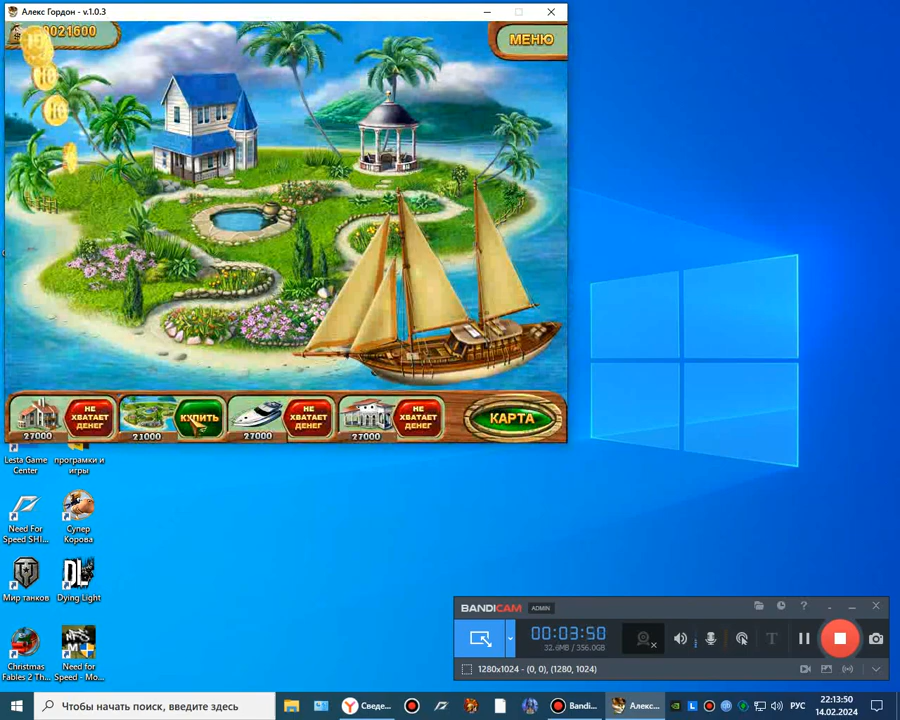 Алекс Гордон - v.1.0.3
0021600
МЕНЮ
НЕ
ХВАТАЕТ
ДЕНЕГ
27000
КУПИТЬ
21000
НЕ
ХВАТАЕТ
ДЕНЕГ
27000
НЕ
ХВАТАЕТ
ДЕНЕГ
27000
КАРТА
Lesta Game
Center
програмки и
игры
Need For
Speed SHI...
Супер
Корова
Мир танков
Dying Light
Christmas
Fables 2 Th...
Need for
Speed - Mo...
BANDICAM ADMIN
00:03:50
32.6MB / 356.0GB
1280x1024 - (0, 0), (1280, 1024)
Чтобы начать поиск, введите здесь
Сведе...
Bandi...
Алекс...
РУС
22:13:50
14.02.2024